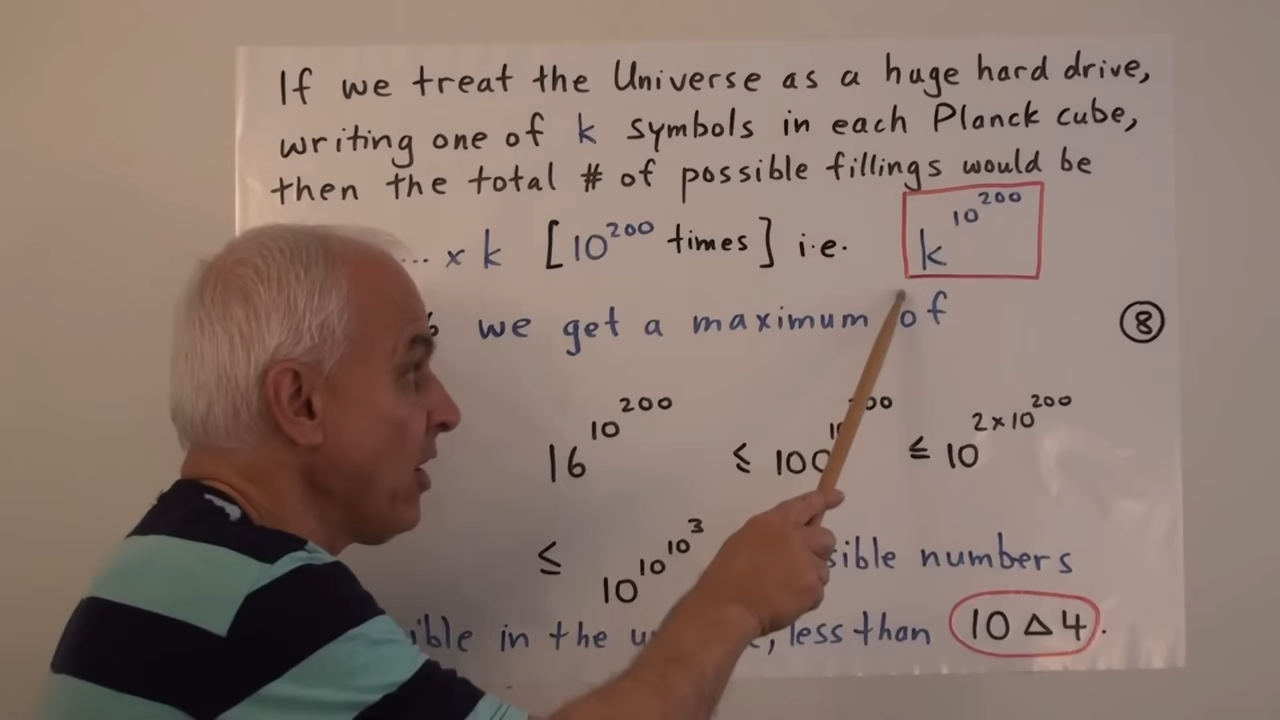 If we treat the Universe as a huge hard drive,
writing one of k symbols in each Planck cube,
then the total # of possible fillings would be
... x k [10^200 times] i.e. k^10^200
we get a maximum of
8
16^10^200 ≤ 100 ≤ 10^2×10^200
≤ 10^10^10^3 numbers
in the less than 10 △ 4.